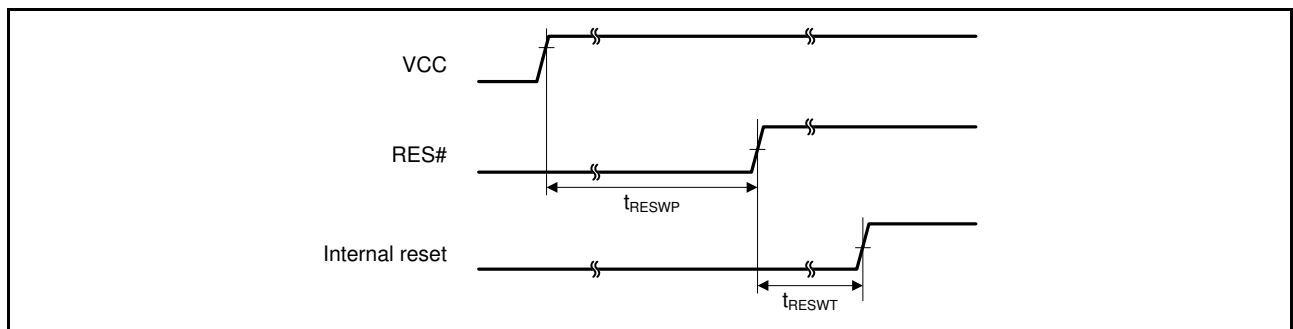 VCC
RES#
tRESWP
Internal reset
tRESWT